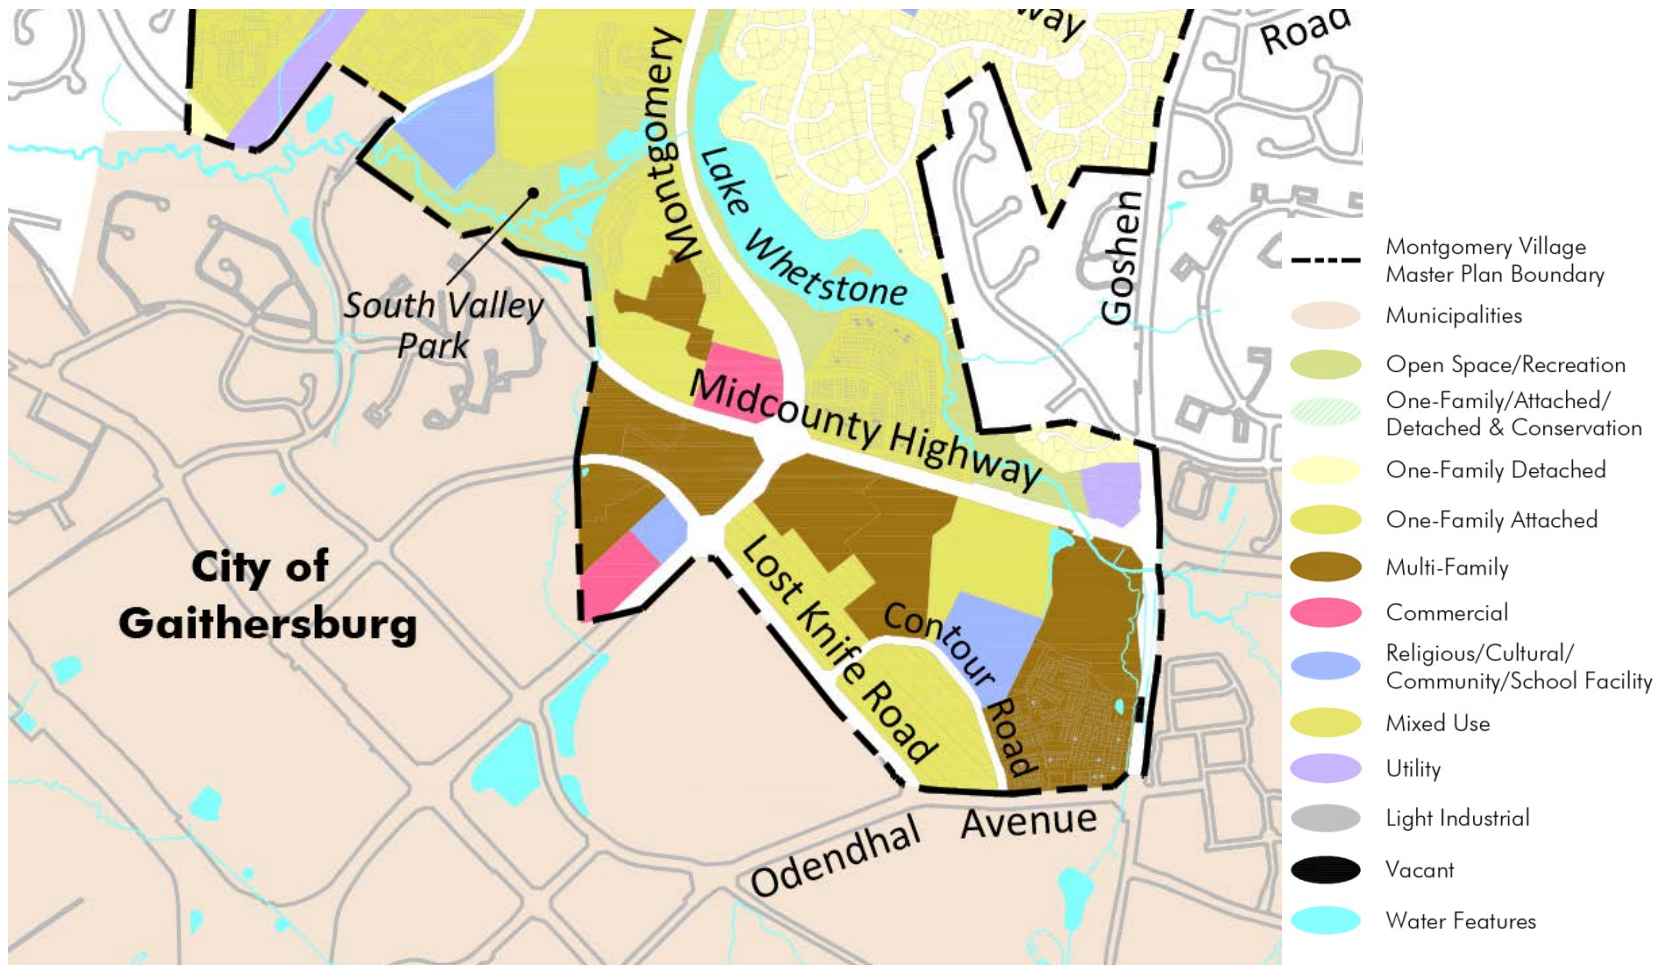 way
Road
Montgomery
Lake
Whetstone
Goshen
South Valley
Park
Midcounty Highway
City of
Gaithersburg
Lost Knife Road
Contour
Road
Odendhal Avenue
Montgomery Village
Master Plan Boundary
Municipalities
Open Space/Recreation
One-Family/Attached/
Detached & Conservation
One-Family Detached
One-Family Attached
Multi-Family
Commercial
Religious/Cultural/
Community/School Facility
Mixed Use
Utility
Light Industrial
Vacant
Water Features